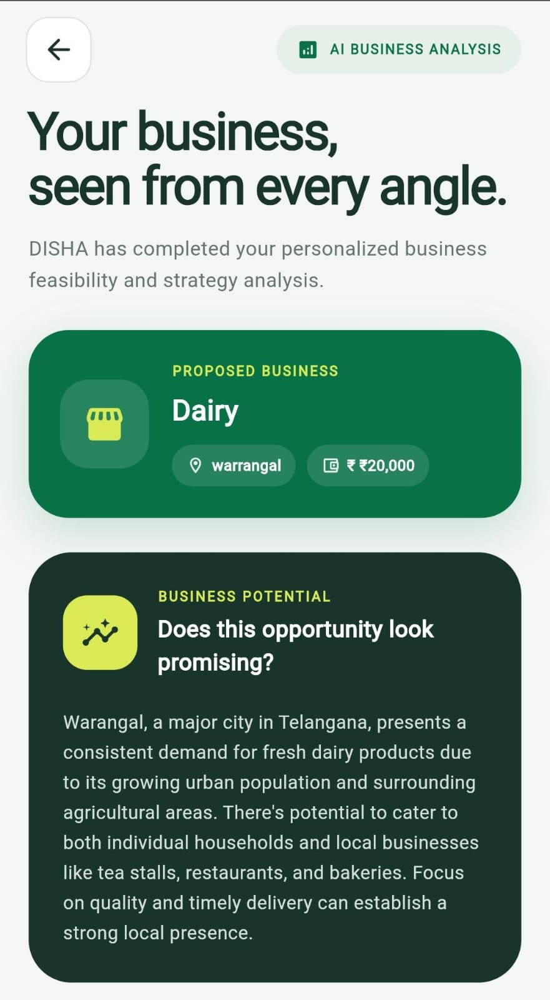 AI BUSINESS ANALYSIS
Your business,
seen from every angle.
DISHA has completed your personalized business
feasibility and strategy analysis.
PROPOSED BUSINESS
Dairy
warrangal
₹ ₹20,000
BUSINESS POTENTIAL
Does this opportunity look
promising?
Warangal, a major city in Telangana, presents a
consistent demand for fresh dairy products due
to its growing urban population and surrounding
agricultural areas. There's potential to cater to
both individual households and local businesses
like tea stalls, restaurants, and bakeries. Focus
on quality and timely delivery can establish a
strong local presence.